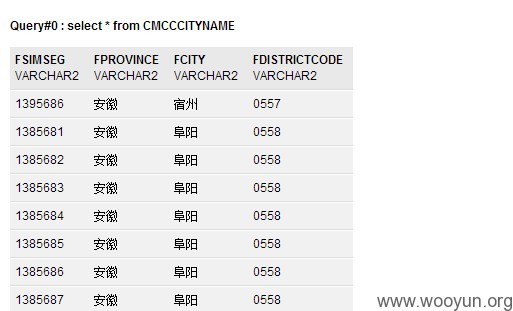 Query#0 : select * from CMCCCITYNAME
FSIMSEG FPROVINCE FCITY FDISTRICTCODE
VARCHAR2 VARCHAR2 VARCHAR2 VARCHAR2
1395686 安徽 宿州 0557
1385681 安徽 阜阳 0558
1385682 安徽 阜阳 0558
1385683 安徽 阜阳 0558
1385684 安徽 阜阳 0558
1385685 安徽 阜阳 0558
1385686 安徽 阜阳 0558
1385687 安徽 阜阳 0558
www.wooyun.org